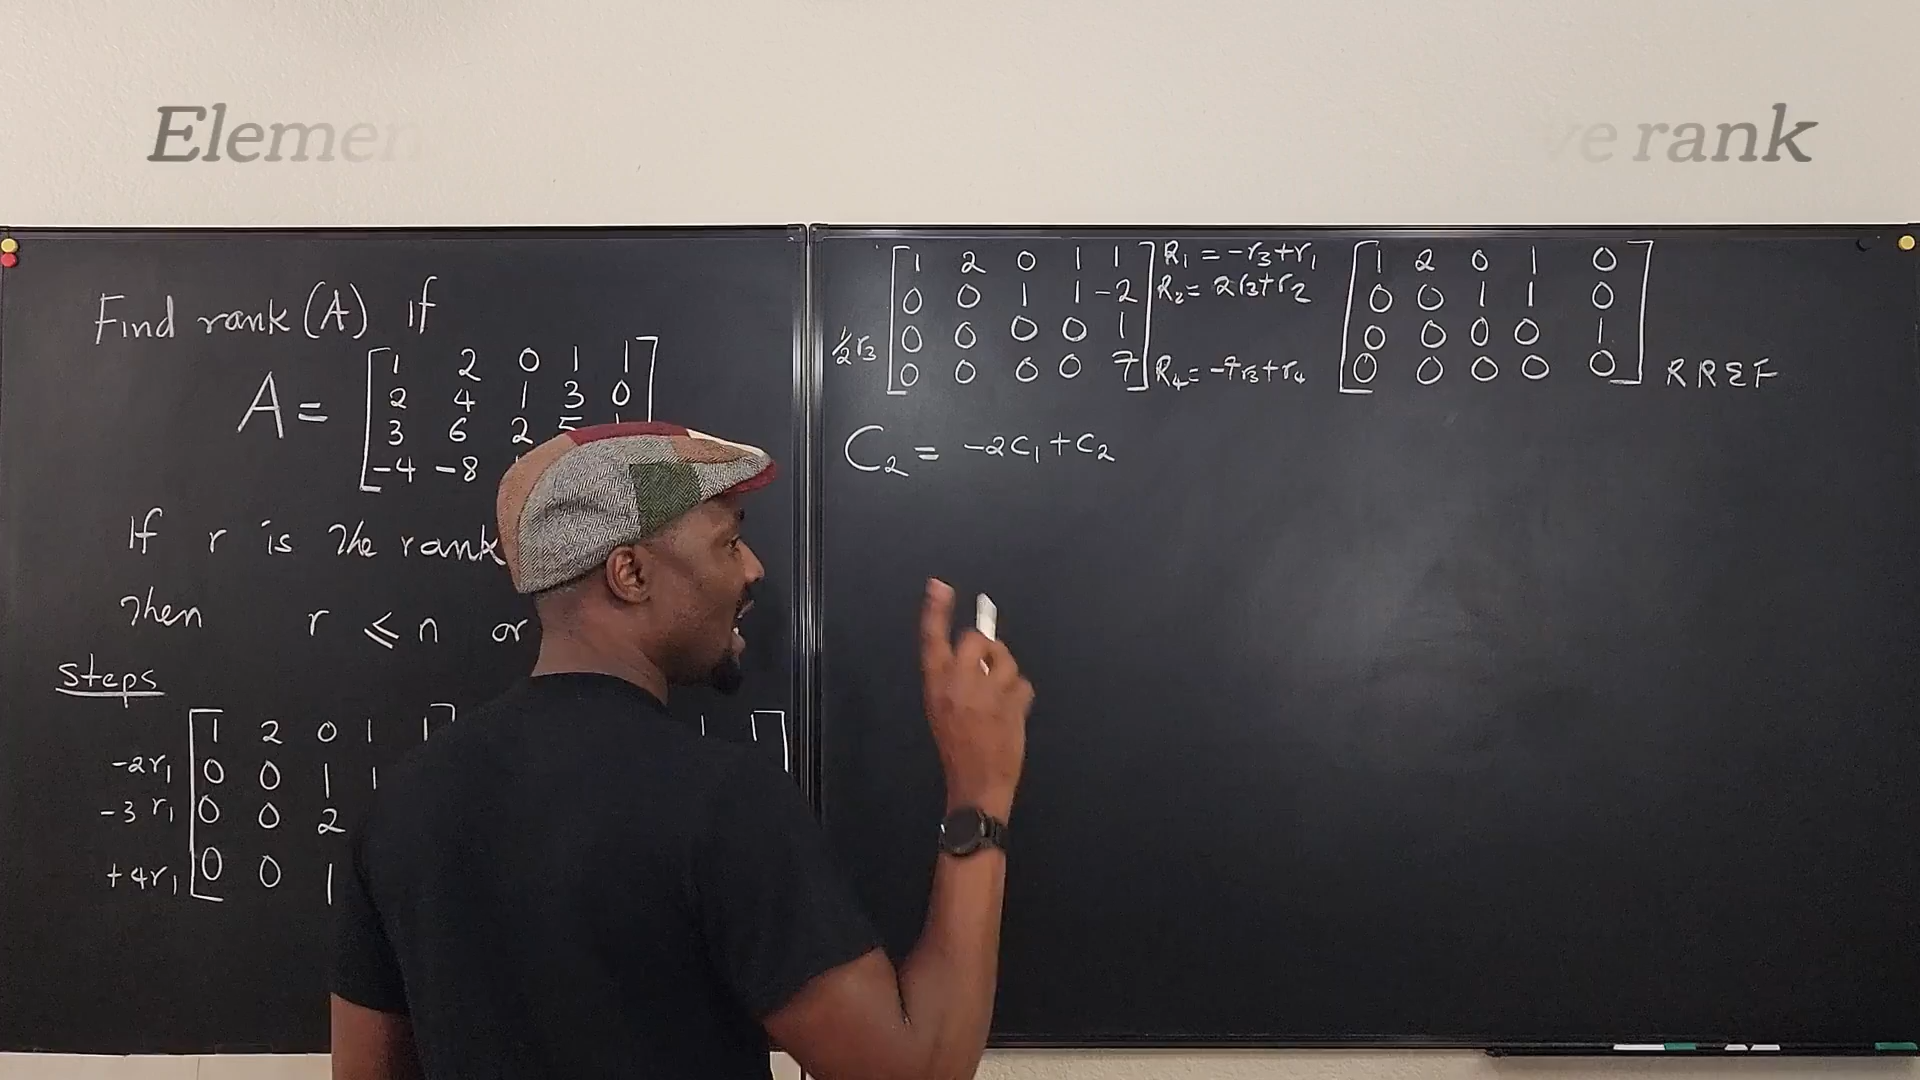 Elemen
ve rank
Find rank (A) if
A = [1 2 0 1 1
2 4 1 3 0
3 6 2 5 1
-4 -8
If r is the rank
Then r ⩽ n or
Steps
1 2 0 1 1
-2r₁ 0 0 1 1
-3 r₁ 0 0 2
+4r₁ 0 0 1
1 2 0 1 1 R₁ = -r₃+r₁
0 0 1 1 -2 R₂ = 2r₃+r₂
½r₃ 0 0 0 0 1
0 0 0 0 7 R₄ = -7r₃+r₄
1 2 0 1 0
0 0 1 1 0
0 0 0 0 1
0 0 0 0 0 RREF
C₂ = -2C₁ + C₂